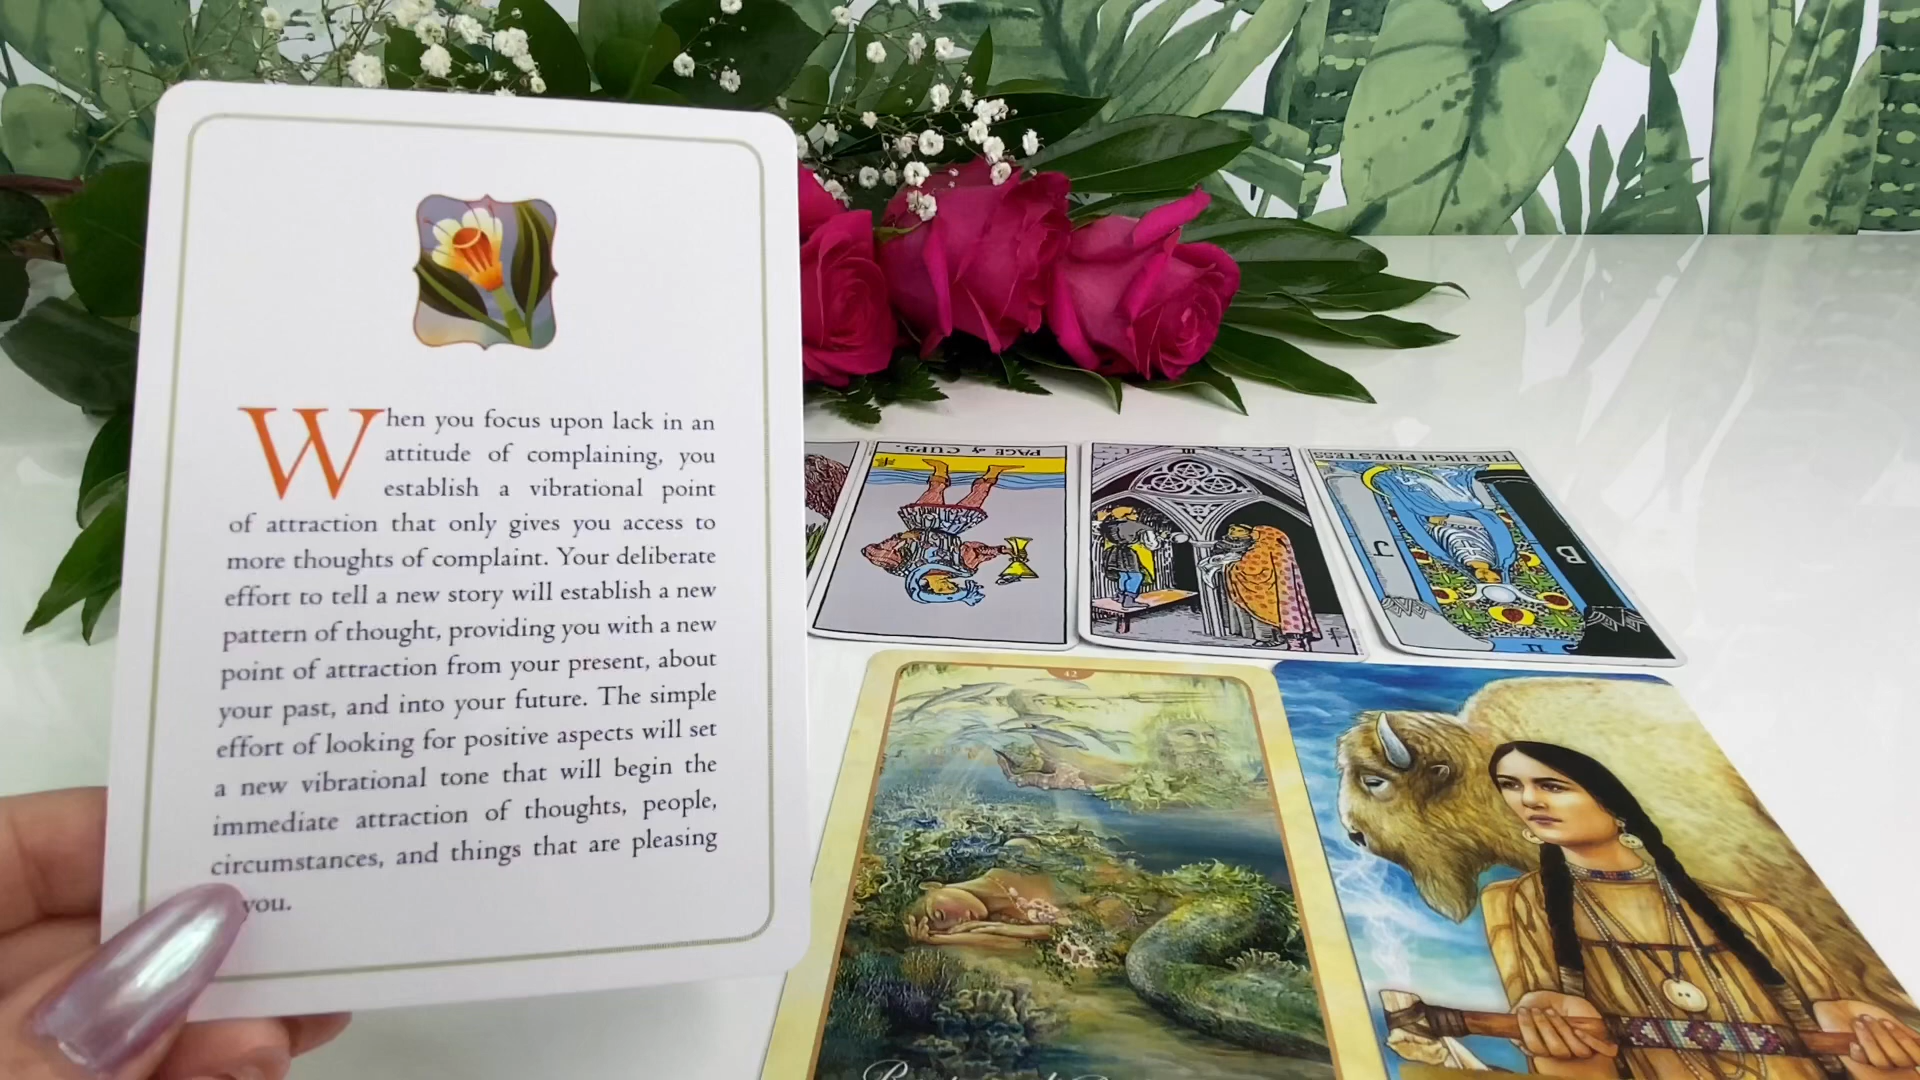 When you focus upon lack in an
attitude of complaining, you
establish a vibrational point
of attraction that only gives you access to
more thoughts of complaint. Your deliberate
effort to tell a new story will establish a new
pattern of thought, providing you with a new
point of attraction from your present, about
your past, and into your future. The simple
effort of looking for positive aspects will set
a new vibrational tone that will begin the
immediate attraction of thoughts, people,
circumstances, and things that are pleasing
you.
PAGE of CUPS.
III
THE HIGH PRIESTESS
J
B
II
42